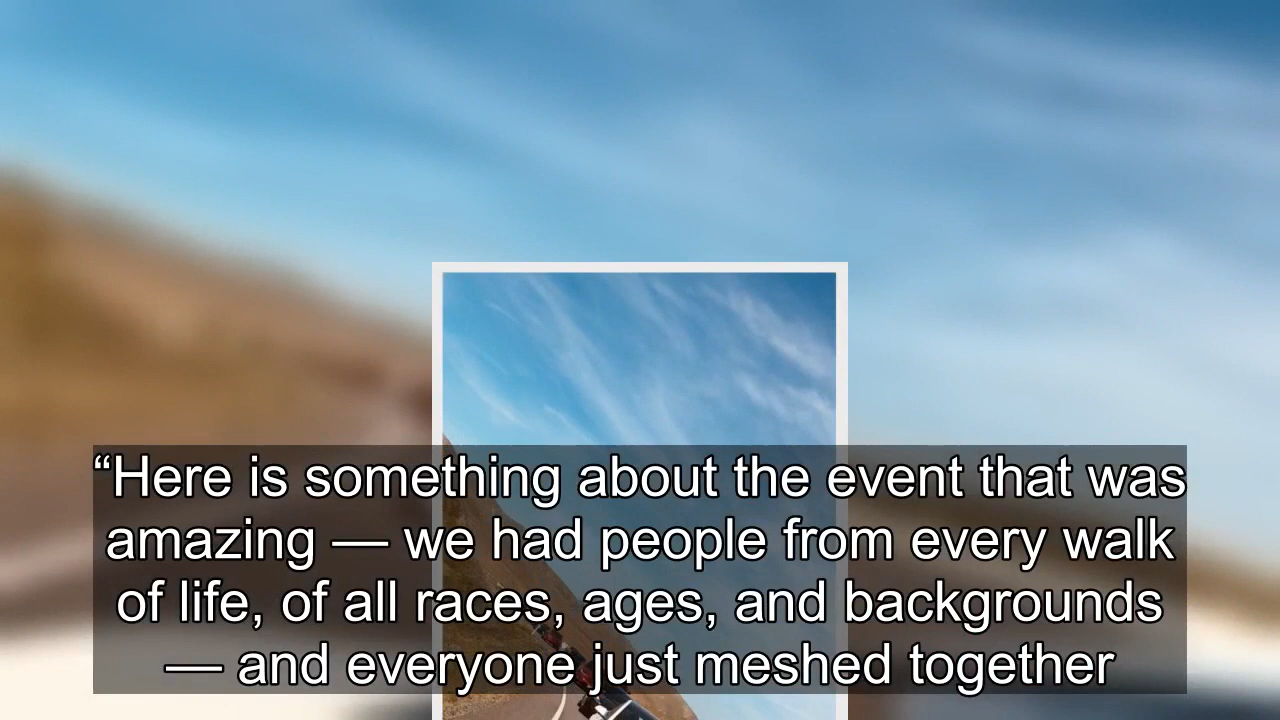 “Here is something about the event that was
amazing — we had people from every walk
of life, of all races, ages, and backgrounds
— and everyone just meshed together